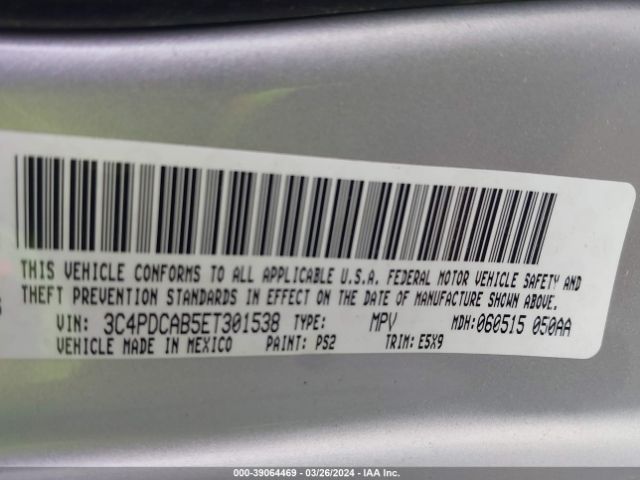 THIS VEHICLE CONFORMS TO ALL APPLICABLE U.S.A. FEDERAL MOTOR VEHICLE SAFETY AND
THEFT PREVENTION STANDARDS IN EFFECT ON THE DATE OF MANUFACTURE SHOWN ABOVE.
VIN: 3C4PDCAB5ET301538 TYPE: MPV MDH:060515 050AA
VEHICLE MADE IN MEXICO PAINT: PS2 TRIM: E5X9
000-39064469 | 03/26/2024 | IAA Inc.